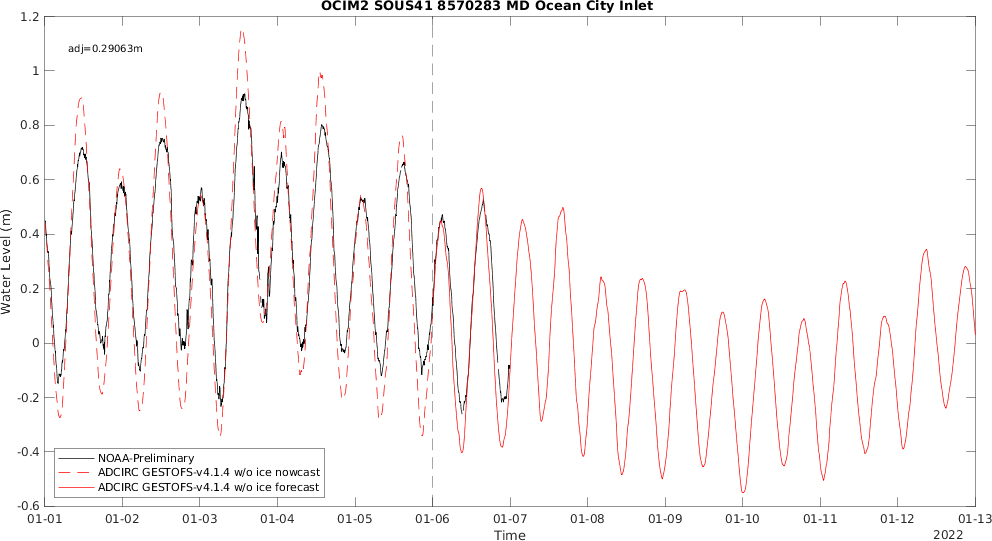 OCIM2 SOUS41 8570283 MD Ocean City Inlet
adj=0.29063m
1.2
1
0.8
0.6
0.4
0.2
0
-0.2
-0.4
-0.6
Water Level (m)
NOAA-Preliminary
ADCIRC GESTOFS-v4.1.4 w/o ice nowcast
ADCIRC GESTOFS-v4.1.4 w/o ice forecast
01-01 01-02 01-03 01-04 01-05 01-06 01-07 01-08 01-09 01-10 01-11 01-12 01-13
Time
2022